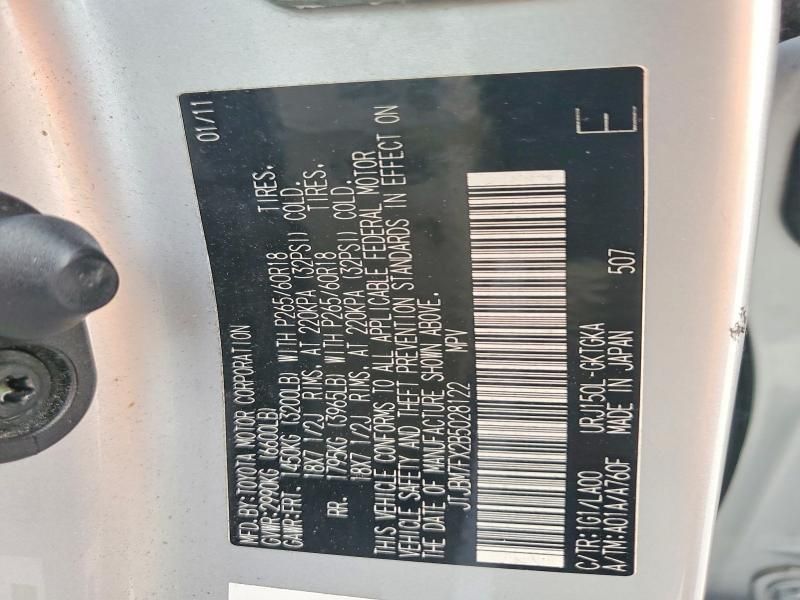 MFD.BY:TOYOTA MOTOR CORPORATION 01/11
GVWR:2990KG (6600LB)
GAWR:FRT. 1450KG (3200LB) WITH P265/60R18 TIRES,
18X7 1/2J RIMS, AT 220KPA (32PSI) COLD.
RR. 1795KG (3965LB) WITH P265/60R18 TIRES,
18X7 1/2J RIMS, AT 220KPA (32PSI) COLD.
THIS VEHICLE CONFORMS TO ALL APPLICABLE FEDERAL MOTOR
VEHICLE SAFETY AND THEFT PREVENTION STANDARDS IN EFFECT ON
THE DATE OF MANUFACTURE SHOWN ABOVE.
JTJBM7FX2B5028122 MPV
C/TR:1G1/LA00 URJ150L-GKTGKA E
A/TM:A01A/A760F MADE IN JAPAN 507